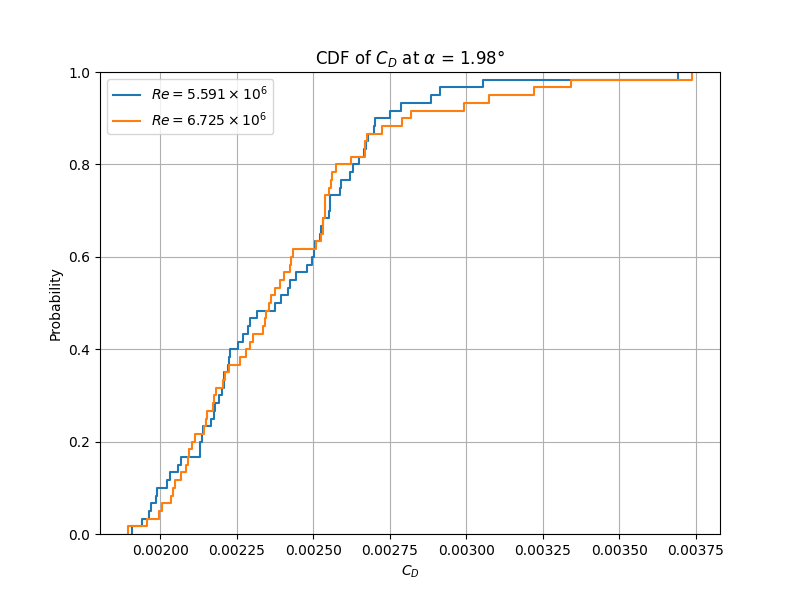 CDF of $C_D$ at $\alpha$ = 1.98°
$Re = 5.591 \times 10^6$
$Re = 6.725 \times 10^6$
Probability
1.0
0.8
0.6
0.4
0.2
0.0
0.00200 0.00225 0.00250 0.00275 0.00300 0.00325 0.00350 0.00375
$C_D$